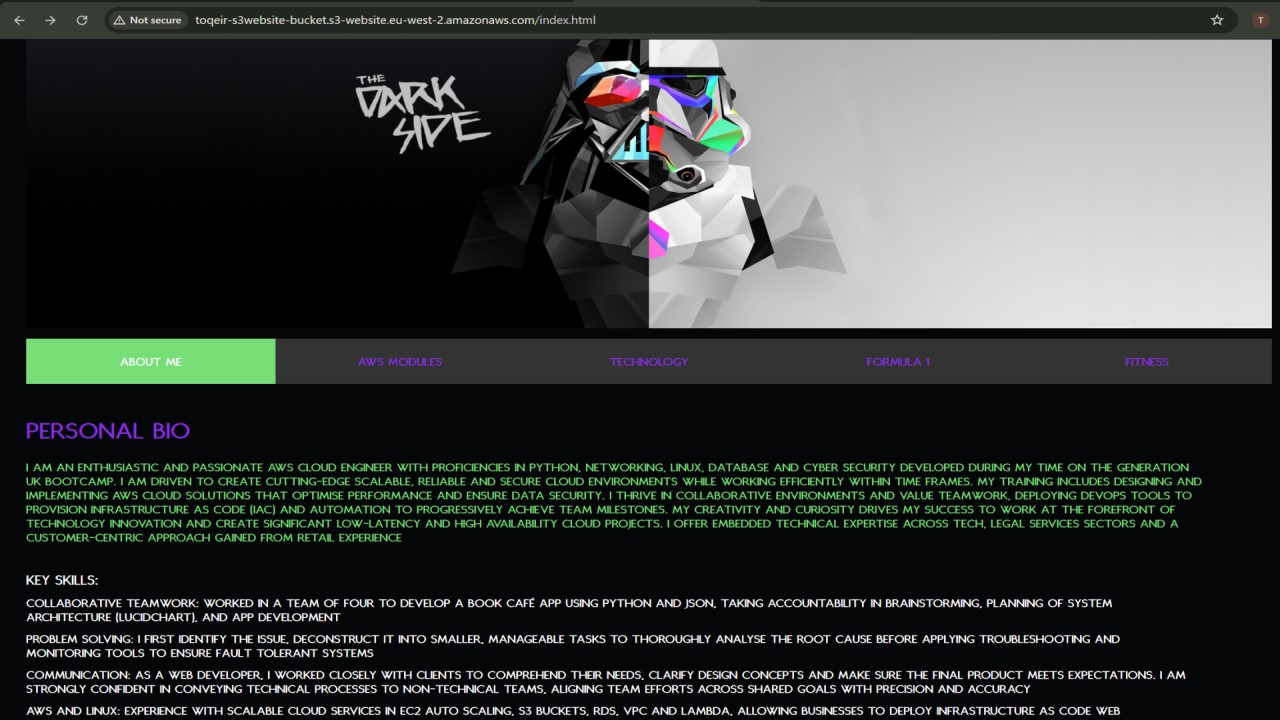 Not secure
toqeir-s3website-bucket.s3-website.eu-west-2.amazonaws.com/index.html
T
THE
DARK
SIDE
ABOUT ME
AWS MODULES
TECHNOLOGY
FORMULA 1
FITNESS
PERSONAL BIO
I AM AN ENTHUSIASTIC AND PASSIONATE AWS CLOUD ENGINEER WITH PROFICIENCIES IN PYTHON, NETWORKING, LINUX, DATABASE AND CYBER SECURITY DEVELOPED DURING MY TIME ON THE GENERATION
UK BOOTCAMP. I AM DRIVEN TO CREATE CUTTING-EDGE SCALABLE, RELIABLE AND SECURE CLOUD ENVIRONMENTS WHILE WORKING EFFICIENTLY WITHIN TIME FRAMES. MY TRAINING INCLUDES DESIGNING AND
IMPLEMENTING AWS CLOUD SOLUTIONS THAT OPTIMISE PERFORMANCE AND ENSURE DATA SECURITY. I THRIVE IN COLLABORATIVE ENVIRONMENTS AND VALUE TEAMWORK, DEPLOYING DEVOPS TOOLS TO
PROVISION INFRASTRUCTURE AS CODE (IAC) AND AUTOMATION TO PROGRESSIVELY ACHIEVE TEAM MILESTONES. MY CREATIVITY AND CURIOSITY DRIVES MY SUCCESS TO WORK AT THE FOREFRONT OF
TECHNOLOGY INNOVATION AND CREATE SIGNIFICANT LOW-LATENCY AND HIGH AVAILABILITY CLOUD PROJECTS. I OFFER EMBEDDED TECHNICAL EXPERTISE ACROSS TECH, LEGAL SERVICES SECTORS AND A
CUSTOMER-CENTRIC APPROACH GAINED FROM RETAIL EXPERIENCE
KEY SKILLS:
COLLABORATIVE TEAMWORK: WORKED IN A TEAM OF FOUR TO DEVELOP A BOOK CAFÉ APP USING PYTHON AND JSON, TAKING ACCOUNTABILITY IN BRAINSTORMING, PLANNING OF SYSTEM
ARCHITECTURE (LUCIDCHART), AND APP DEVELOPMENT
PROBLEM SOLVING: I FIRST IDENTIFY THE ISSUE, DECONSTRUCT IT INTO SMALLER, MANAGEABLE TASKS TO THOROUGHLY ANALYSE THE ROOT CAUSE BEFORE APPLYING TROUBLESHOOTING AND
MONITORING TOOLS TO ENSURE FAULT TOLERANT SYSTEMS
COMMUNICATION: AS A WEB DEVELOPER, I WORKED CLOSELY WITH CLIENTS TO COMPREHEND THEIR NEEDS, CLARIFY DESIGN CONCEPTS AND MAKE SURE THE FINAL PRODUCT MEETS EXPECTATIONS. I AM
STRONGLY CONFIDENT IN CONVEYING TECHNICAL PROCESSES TO NON-TECHNICAL TEAMS, ALIGNING TEAM EFFORTS ACROSS SHARED GOALS WITH PRECISION AND ACCURACY
AWS AND LINUX: EXPERIENCE WITH SCALABLE CLOUD SERVICES IN EC2 AUTO SCALING, S3 BUCKETS, RDS, VPC AND LAMBDA, ALLOWING BUSINESSES TO DEPLOY INFRASTRUCTURE AS CODE WEB